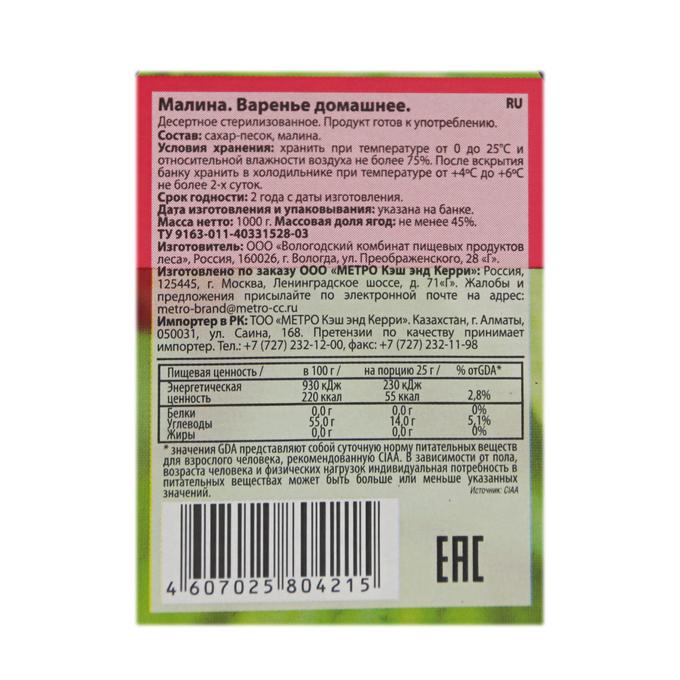 Малина. Варенье домашнее. RU
Десертное стерилизованное. Продукт готов к употреблению.
Состав: сахар-песок, малина.
Условия хранения: хранить при температуре от 0 до 25°С и
относительной влажности воздуха не более 75%. После вскрытия
банку хранить в холодильнике при температуре от +4ºС до +6ºС
не более 2-х суток.
Срок годности: 2 года с даты изготовления.
Дата изготовления и упаковывания: указана на банке.
Масса нетто: 1000 г. Массовая доля ягод: не менее 45%.
ТУ 9163-011-40331528-03
Изготовитель: ООО «Вологодский комбинат пищевых продуктов
леса», Россия, 160026, г. Вологда, ул. Преображенского, 28 «Г».
Изготовлено по заказу ООО «МЕТРО Кэш энд Керри»: Россия,
125445, г. Москва, Ленинградское шоссе, д. 71«Г». Жалобы и
предложения присылайте по электронной почте на адрес:
metro-brand@metro-cc.ru
Импортер в РК: ТОО «МЕТРО Кэш энд Керри». Казахстан, г. Алматы,
050031, ул. Саина, 168. Претензии по качеству принимает
импортер. Тел.: +7 (727) 232-12-00, факс: +7 (727) 232-11-98
Пищевая ценность / в 100 г / на порцию 25 г / % отGDA*
Энергетическая 930 кДж 230 кДж
ценность 220 ккал 55 ккал 2,8%
Белки 0,0 г 0,0 г 0%
Углеводы 55,0 г 14,0 г 5,1%
Жиры 0,0 г 0,0 г 0%
* значения GDA представляют собой суточную норму питательных веществ
для взрослого человека, рекомендованную CIAA. В зависимости от пола,
возраста человека и физических нагрузок индивидуальная потребность в
питательных веществах может быть больше или меньше указанных
значений. Источник: CIAA
4 607025 804215
EAC